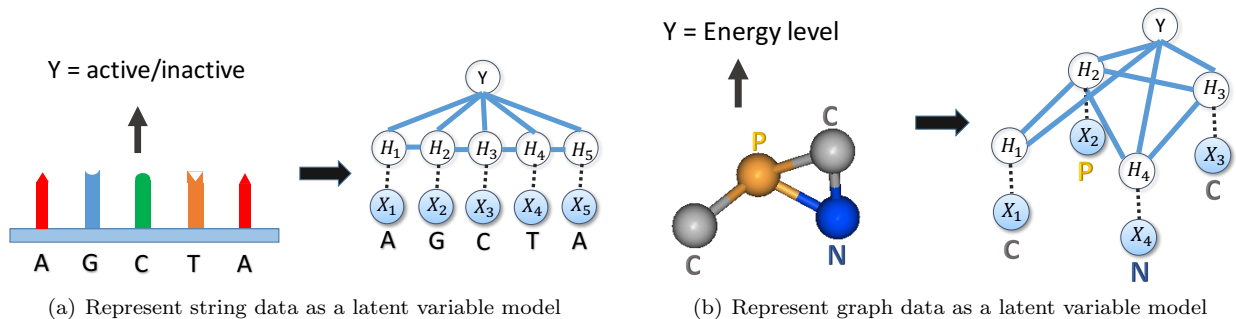 Y = active/inactive
A G C T A
Y
H₁ H₂ H₃ H₄ H₅
X₁ X₂ X₃ X₄ X₅
A G C T A
(a) Represent string data as a latent variable model
Y = Energy level
C
P
C
N
Y
H₂
H₃
H₁
X₂
P
X₃
C
H₄
X₁
C
X₄
N
(b) Represent graph data as a latent variable model